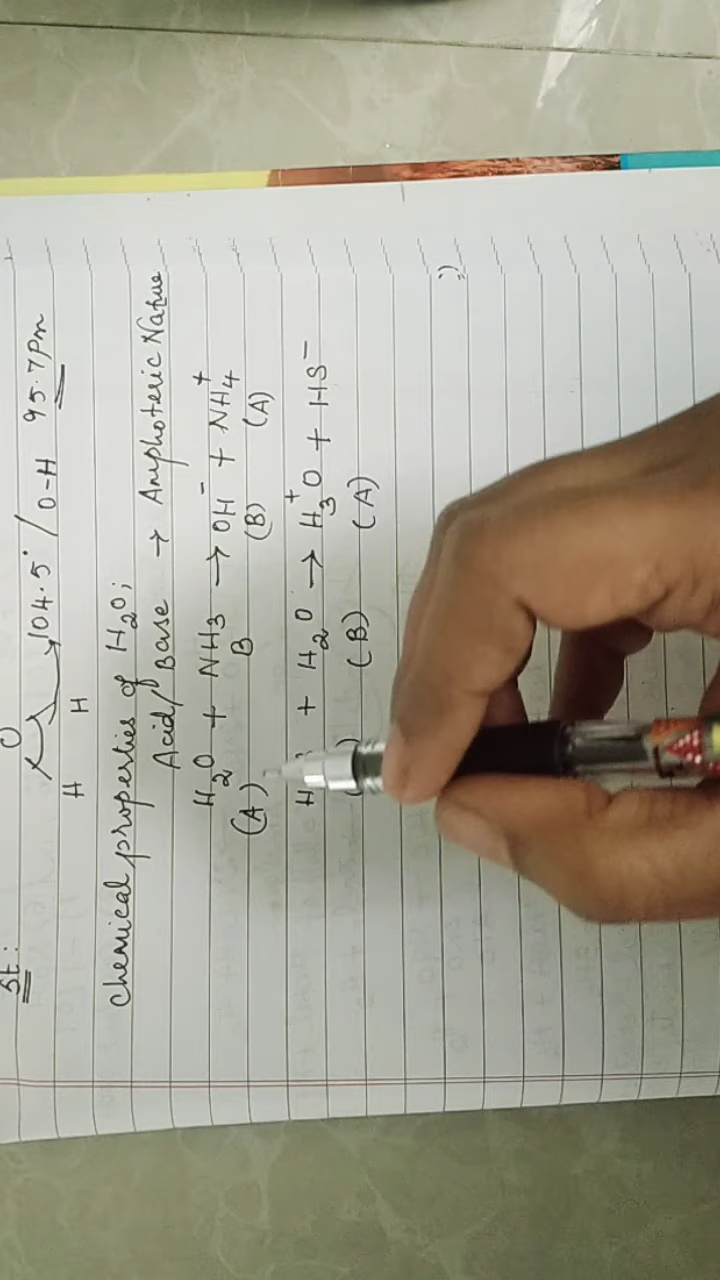 St :
O
104.5° / O-H 95.7pm
H H
Chemical properties of H2O;
Acid/Base → Amphoteric Nature
H2O + NH3 → OH⁻ + NH4⁺
(A) B (B) (A)
H + H2O → H3O⁺ + HS⁻
) (B) (A) :)